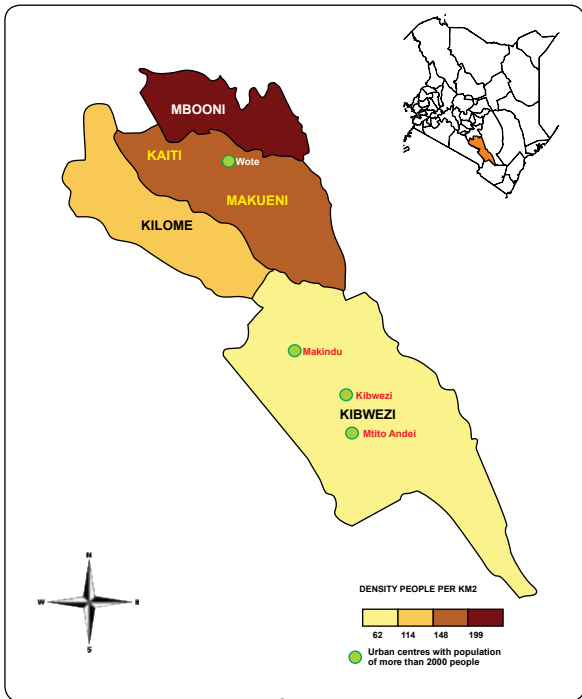 MBOONI
KAITI
Wote
MAKUENI
KILOME
Makindu
Kibwezi
KIBWEZI
Mtito Andei
N
W E
S
DENSITY PEOPLE PER KM2
62 114 148 199
Urban centres with population
of more than 2000 people